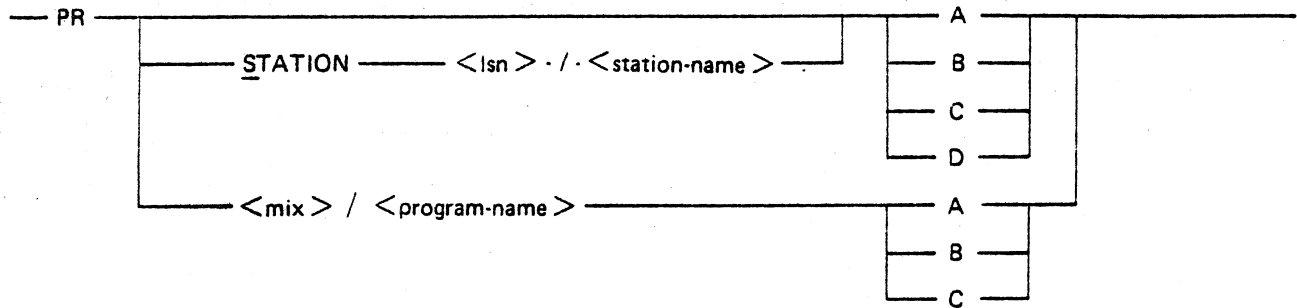 PR A
STATION <lsn> . / . <station-name> B
C
D
<mix> / <program-name> A
B
C